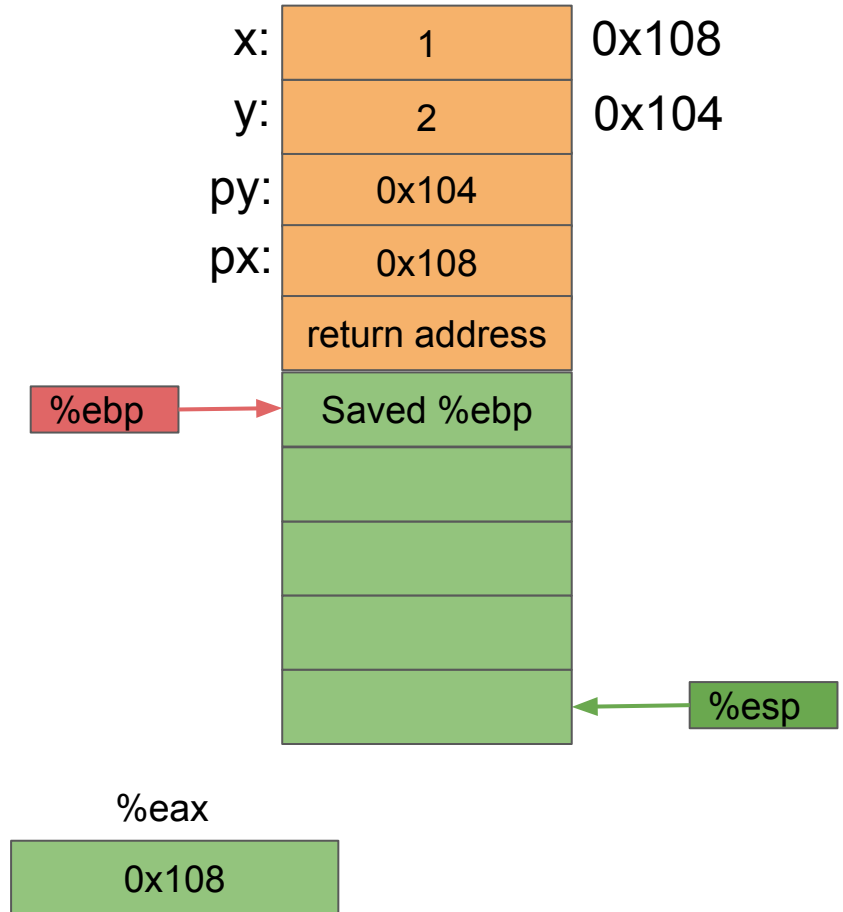 x: 1 0x108
y: 2 0x104
py: 0x104
px: 0x108
return address
%ebp Saved %ebp
%esp
%eax
0x108